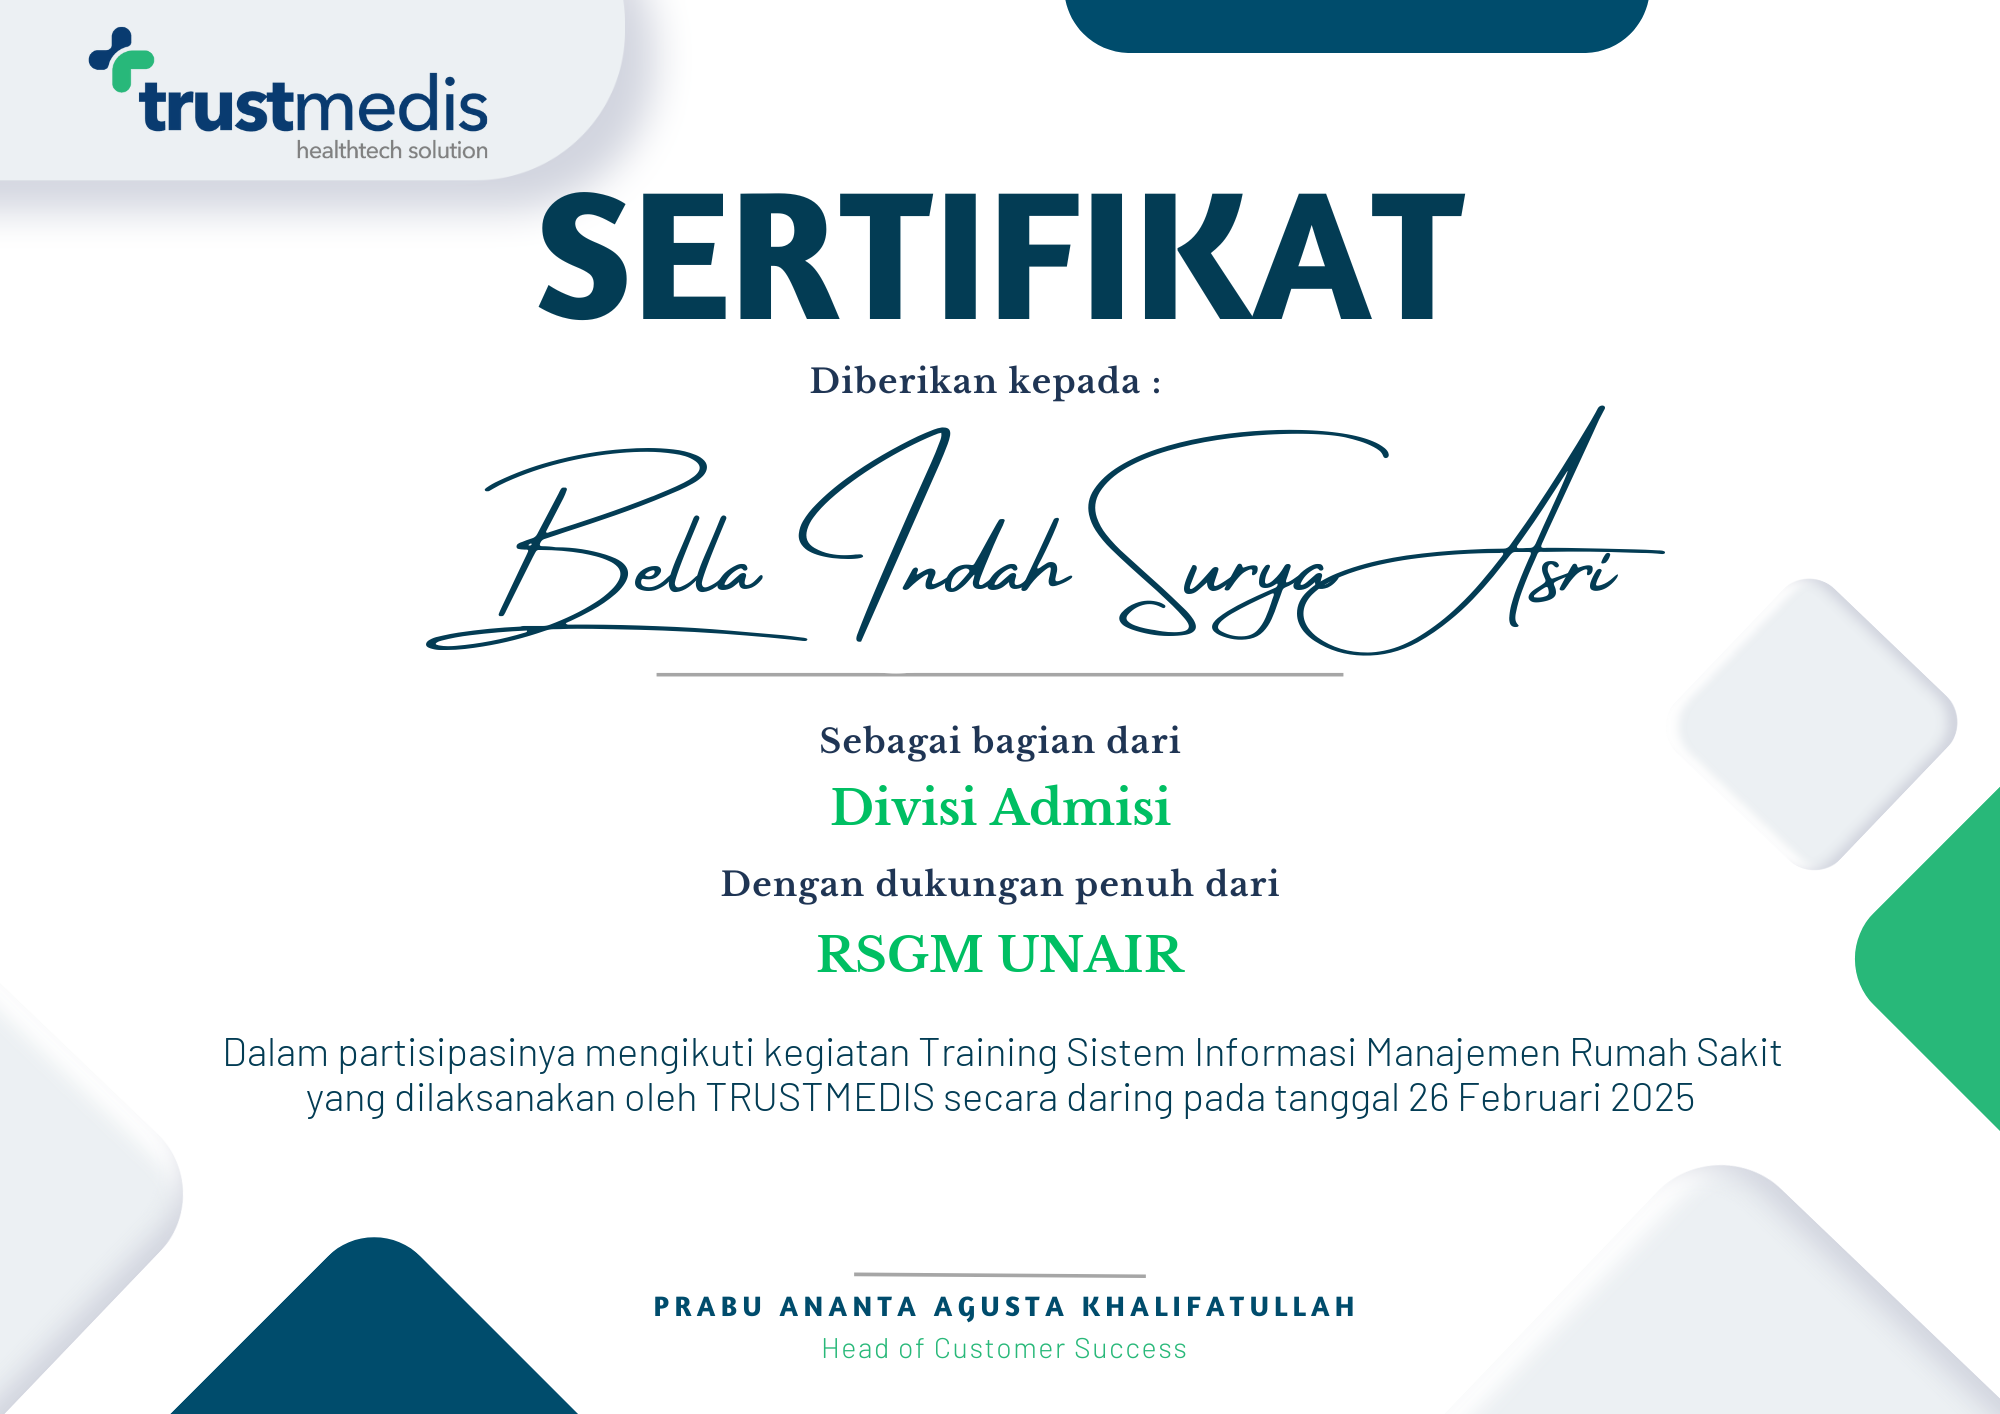 trustmedis
healthtech solution
SERTIFIKAT
Diberikan kepada :
Bella Indah Surya Asri
Sebagai bagian dari
Divisi Admisi
Dengan dukungan penuh dari
RSGM UNAIR
Dalam partisipasinya mengikuti kegiatan Training Sistem Informasi Manajemen Rumah Sakit
yang dilaksanakan oleh TRUSTMEDIS secara daring pada tanggal 26 Februari 2025
PRABU ANANTA AGUSTA KHALIFATULLAH
Head of Customer Success